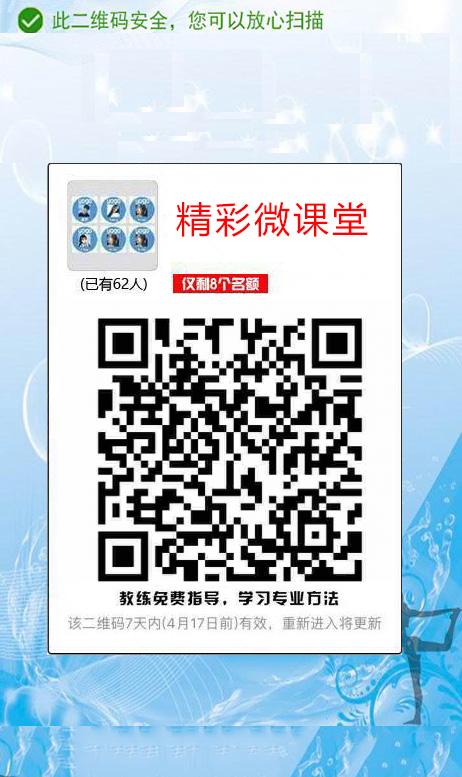 此二维码安全，您可以放心扫描
精彩微课堂
(已有62人)
仅剩8个名额
教练免费指导，学习专业方法
该二维码7天内(4月17日前)有效，重新进入将更新